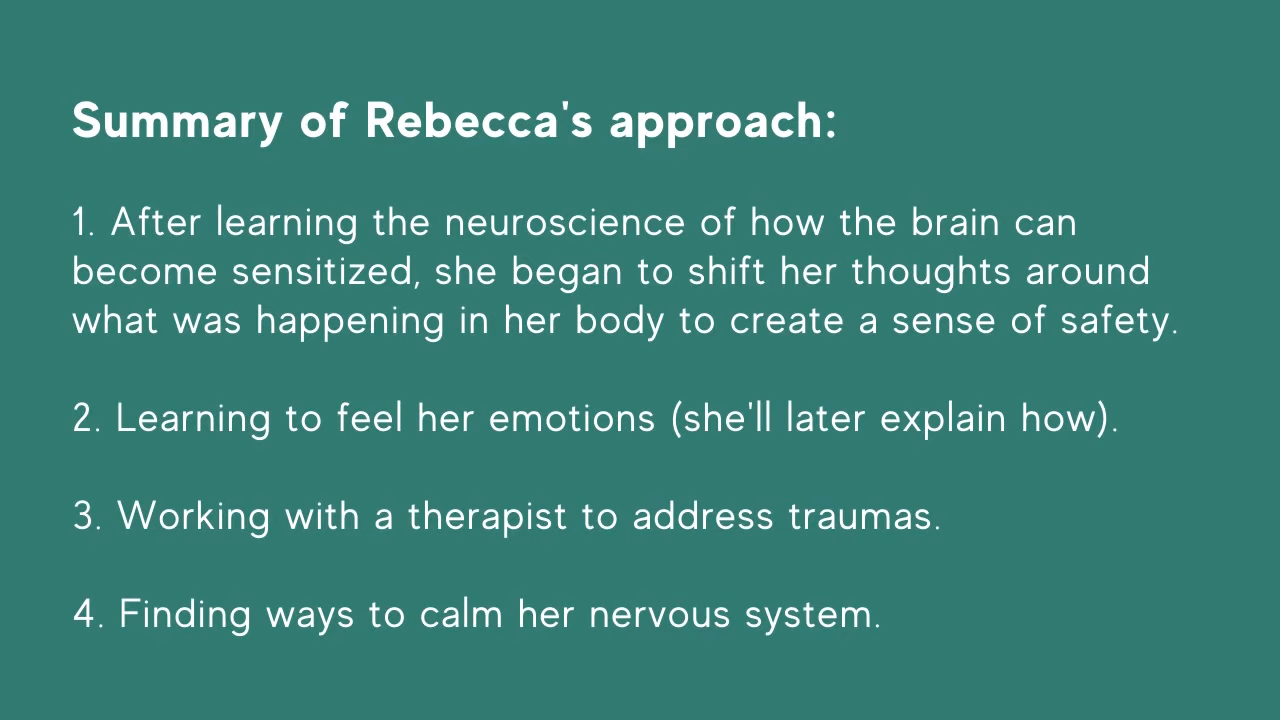 Summary of Rebecca's approach:
1. After learning the neuroscience of how the brain can
become sensitized, she began to shift her thoughts around
what was happening in her body to create a sense of safety.
2. Learning to feel her emotions (she'll later explain how).
3. Working with a therapist to address traumas.
4. Finding ways to calm her nervous system.